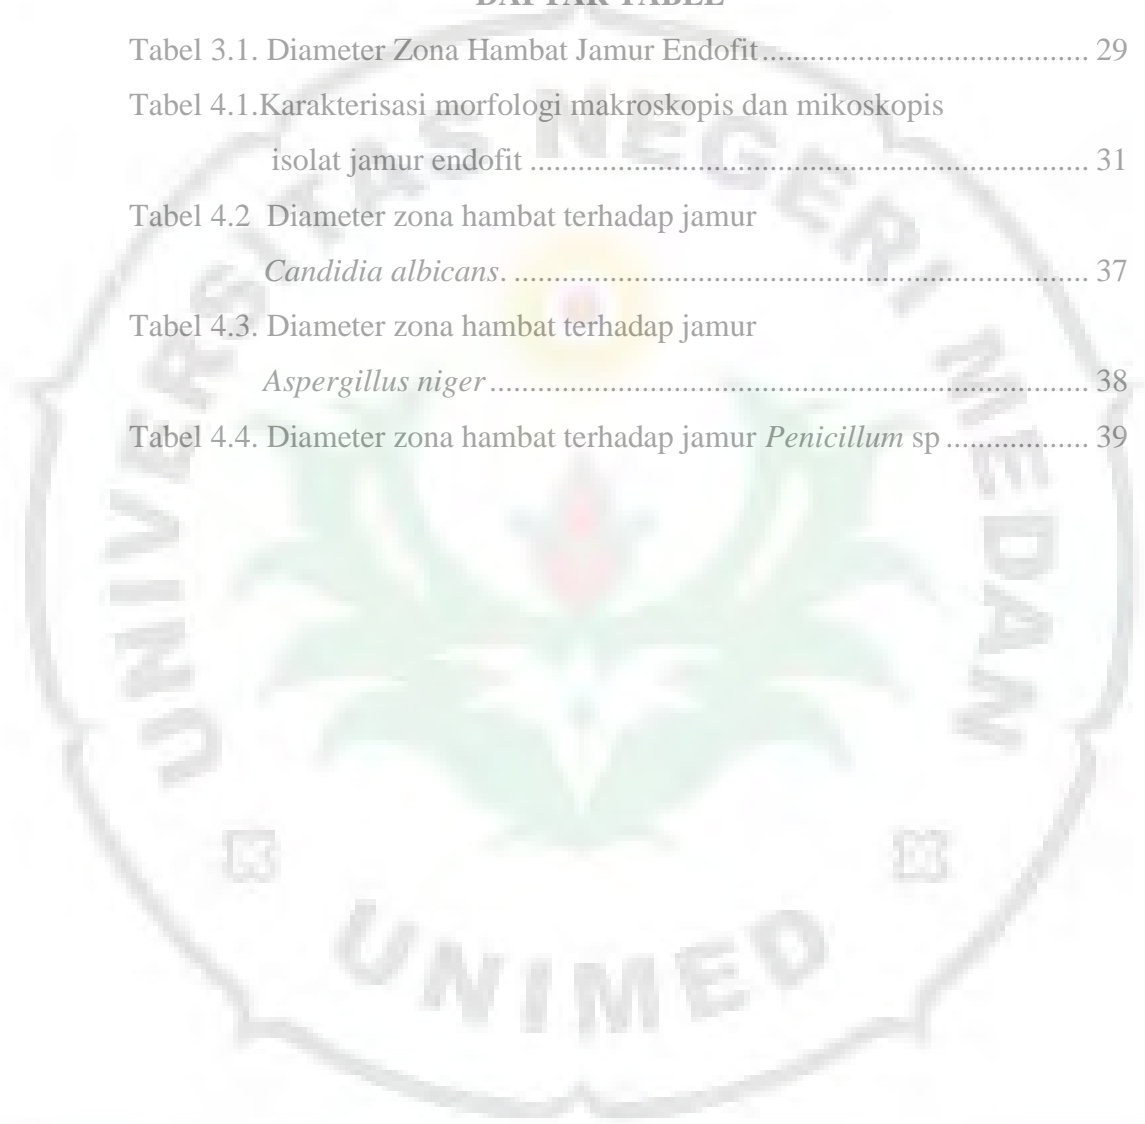 DAFTAR TABEL
Tabel 3.1. Diameter Zona Hambat Jamur Endofit ......................................... 29
Tabel 4.1.Karakterisasi morfologi makroskopis dan mikoskopis
isolat jamur endofit ...................................................................... 31
Tabel 4.2 Diameter zona hambat terhadap jamur
Candidia albicans. ........................................................................ 37
Tabel 4.3. Diameter zona hambat terhadap jamur
Aspergillus niger ........................................................................... 38
Tabel 4.4. Diameter zona hambat terhadap jamur Penicillum sp .................. 39
UNIVERSITAS NEGERI MEDAN
UNIMED